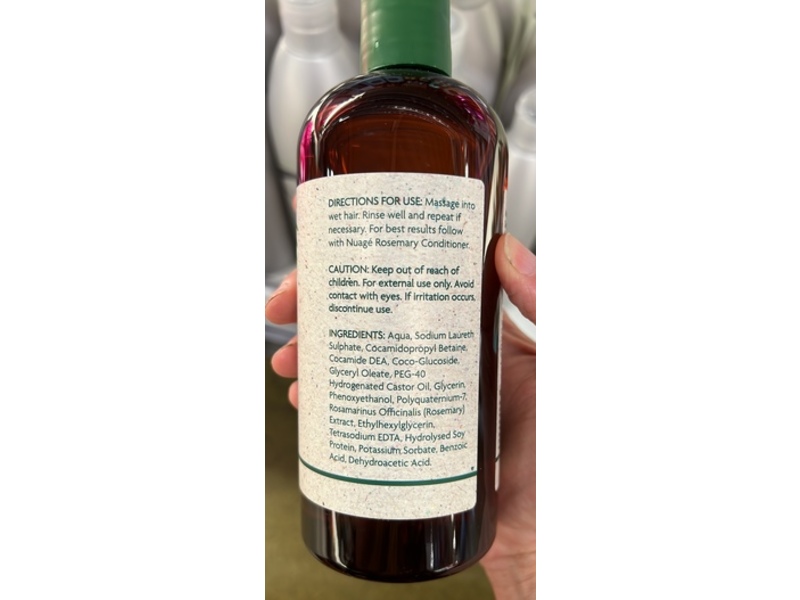 DIRECTIONS FOR USE: Massage into
wet hair. Rinse well and repeat if
necessary. For best results follow
with Nuagé Rosemary Conditioner.
CAUTION: Keep out of reach of
children. For external use only. Avoid
contact with eyes. If irritation occurs,
discontinue use.
INGREDIENTS: Aqua, Sodium Laureth
Sulphate, Cocamidopropyl Betaine,
Cocamide DEA, Coco-Glucoside,
Glyceryl Oleate, PEG-40
Hydrogenated Castor Oil, Glycerin,
Phenoxyethanol, Polyquaternium-7,
Rosamarinus Officinalis (Rosemary)
Extract, Ethylhexylglycerin,
Tetrasodium EDTA, Hydrolysed Soy
Protein, Potassium Sorbate, Benzoic
Acid, Dehydroacetic Acid.